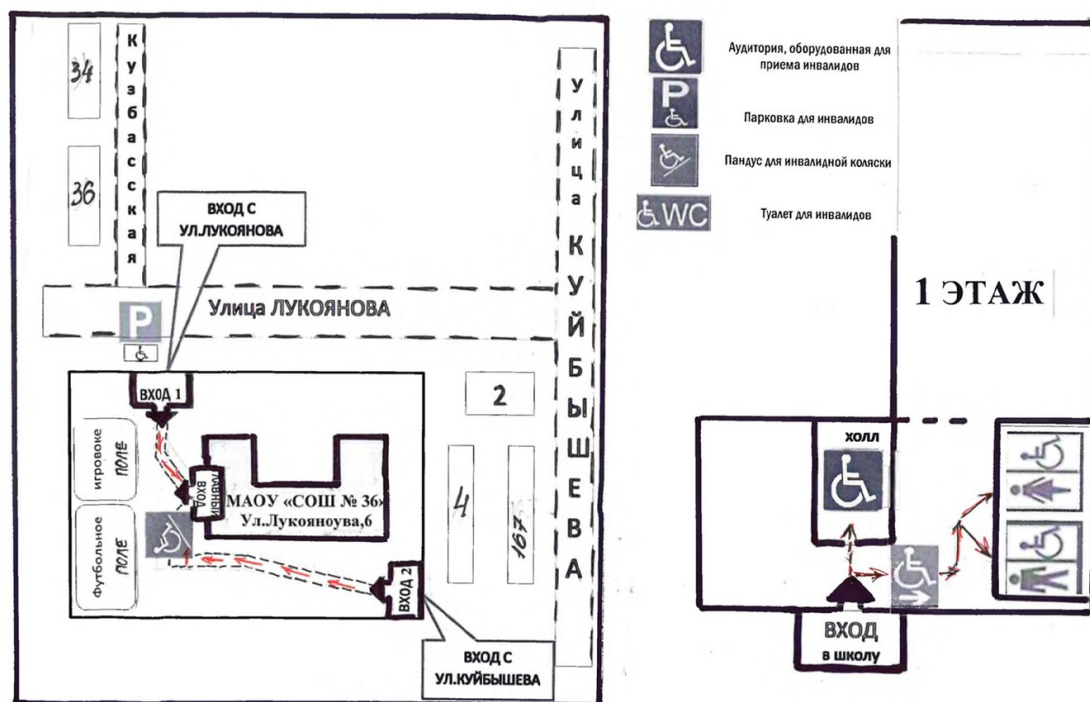 34
36
Кузбасская
ВХОД С
УЛ.ЛУКОЯНОВА
Улица ЛУКОЯНОВА
P
ВХОД 1
игровоке
ПОЛЕ
Футбольное
ПОЛЕ
ГЛАВНЫЙ
ВХОД
МАОУ «СОШ № 36»
Ул.Лукояноува,6
ВХОД 2
ВХОД С
УЛ.КУЙБЫШЕВА
2
4
167
Улица КУЙБЫШЕВА
Аудитория, оборудованная для
приема инвалидов
P
Парковка для инвалидов
Пандус для инвалидной коляски
WC
Туалет для инвалидов
1 ЭТАЖ
холл
ВХОД
в школу